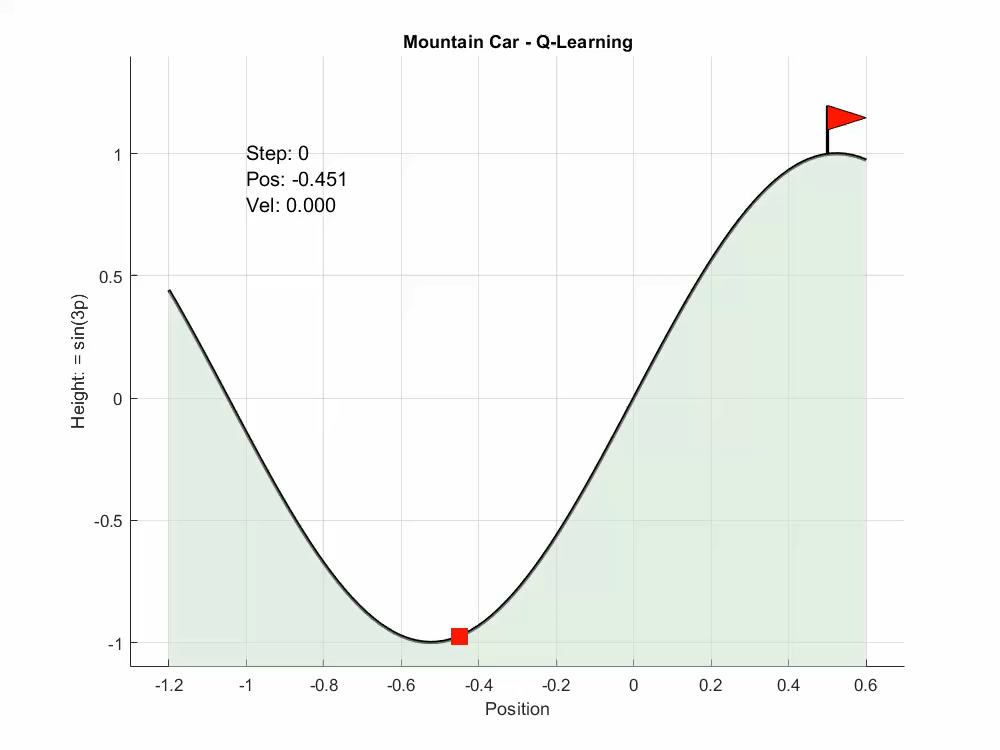 Mountain Car - Q-Learning
Step: 0
Pos: -0.451
Vel: 0.000
1
0.5
0
-0.5
-1
Height: = sin(3p)
-1.2 -1 -0.8 -0.6 -0.4 -0.2 0 0.2 0.4 0.6
Position